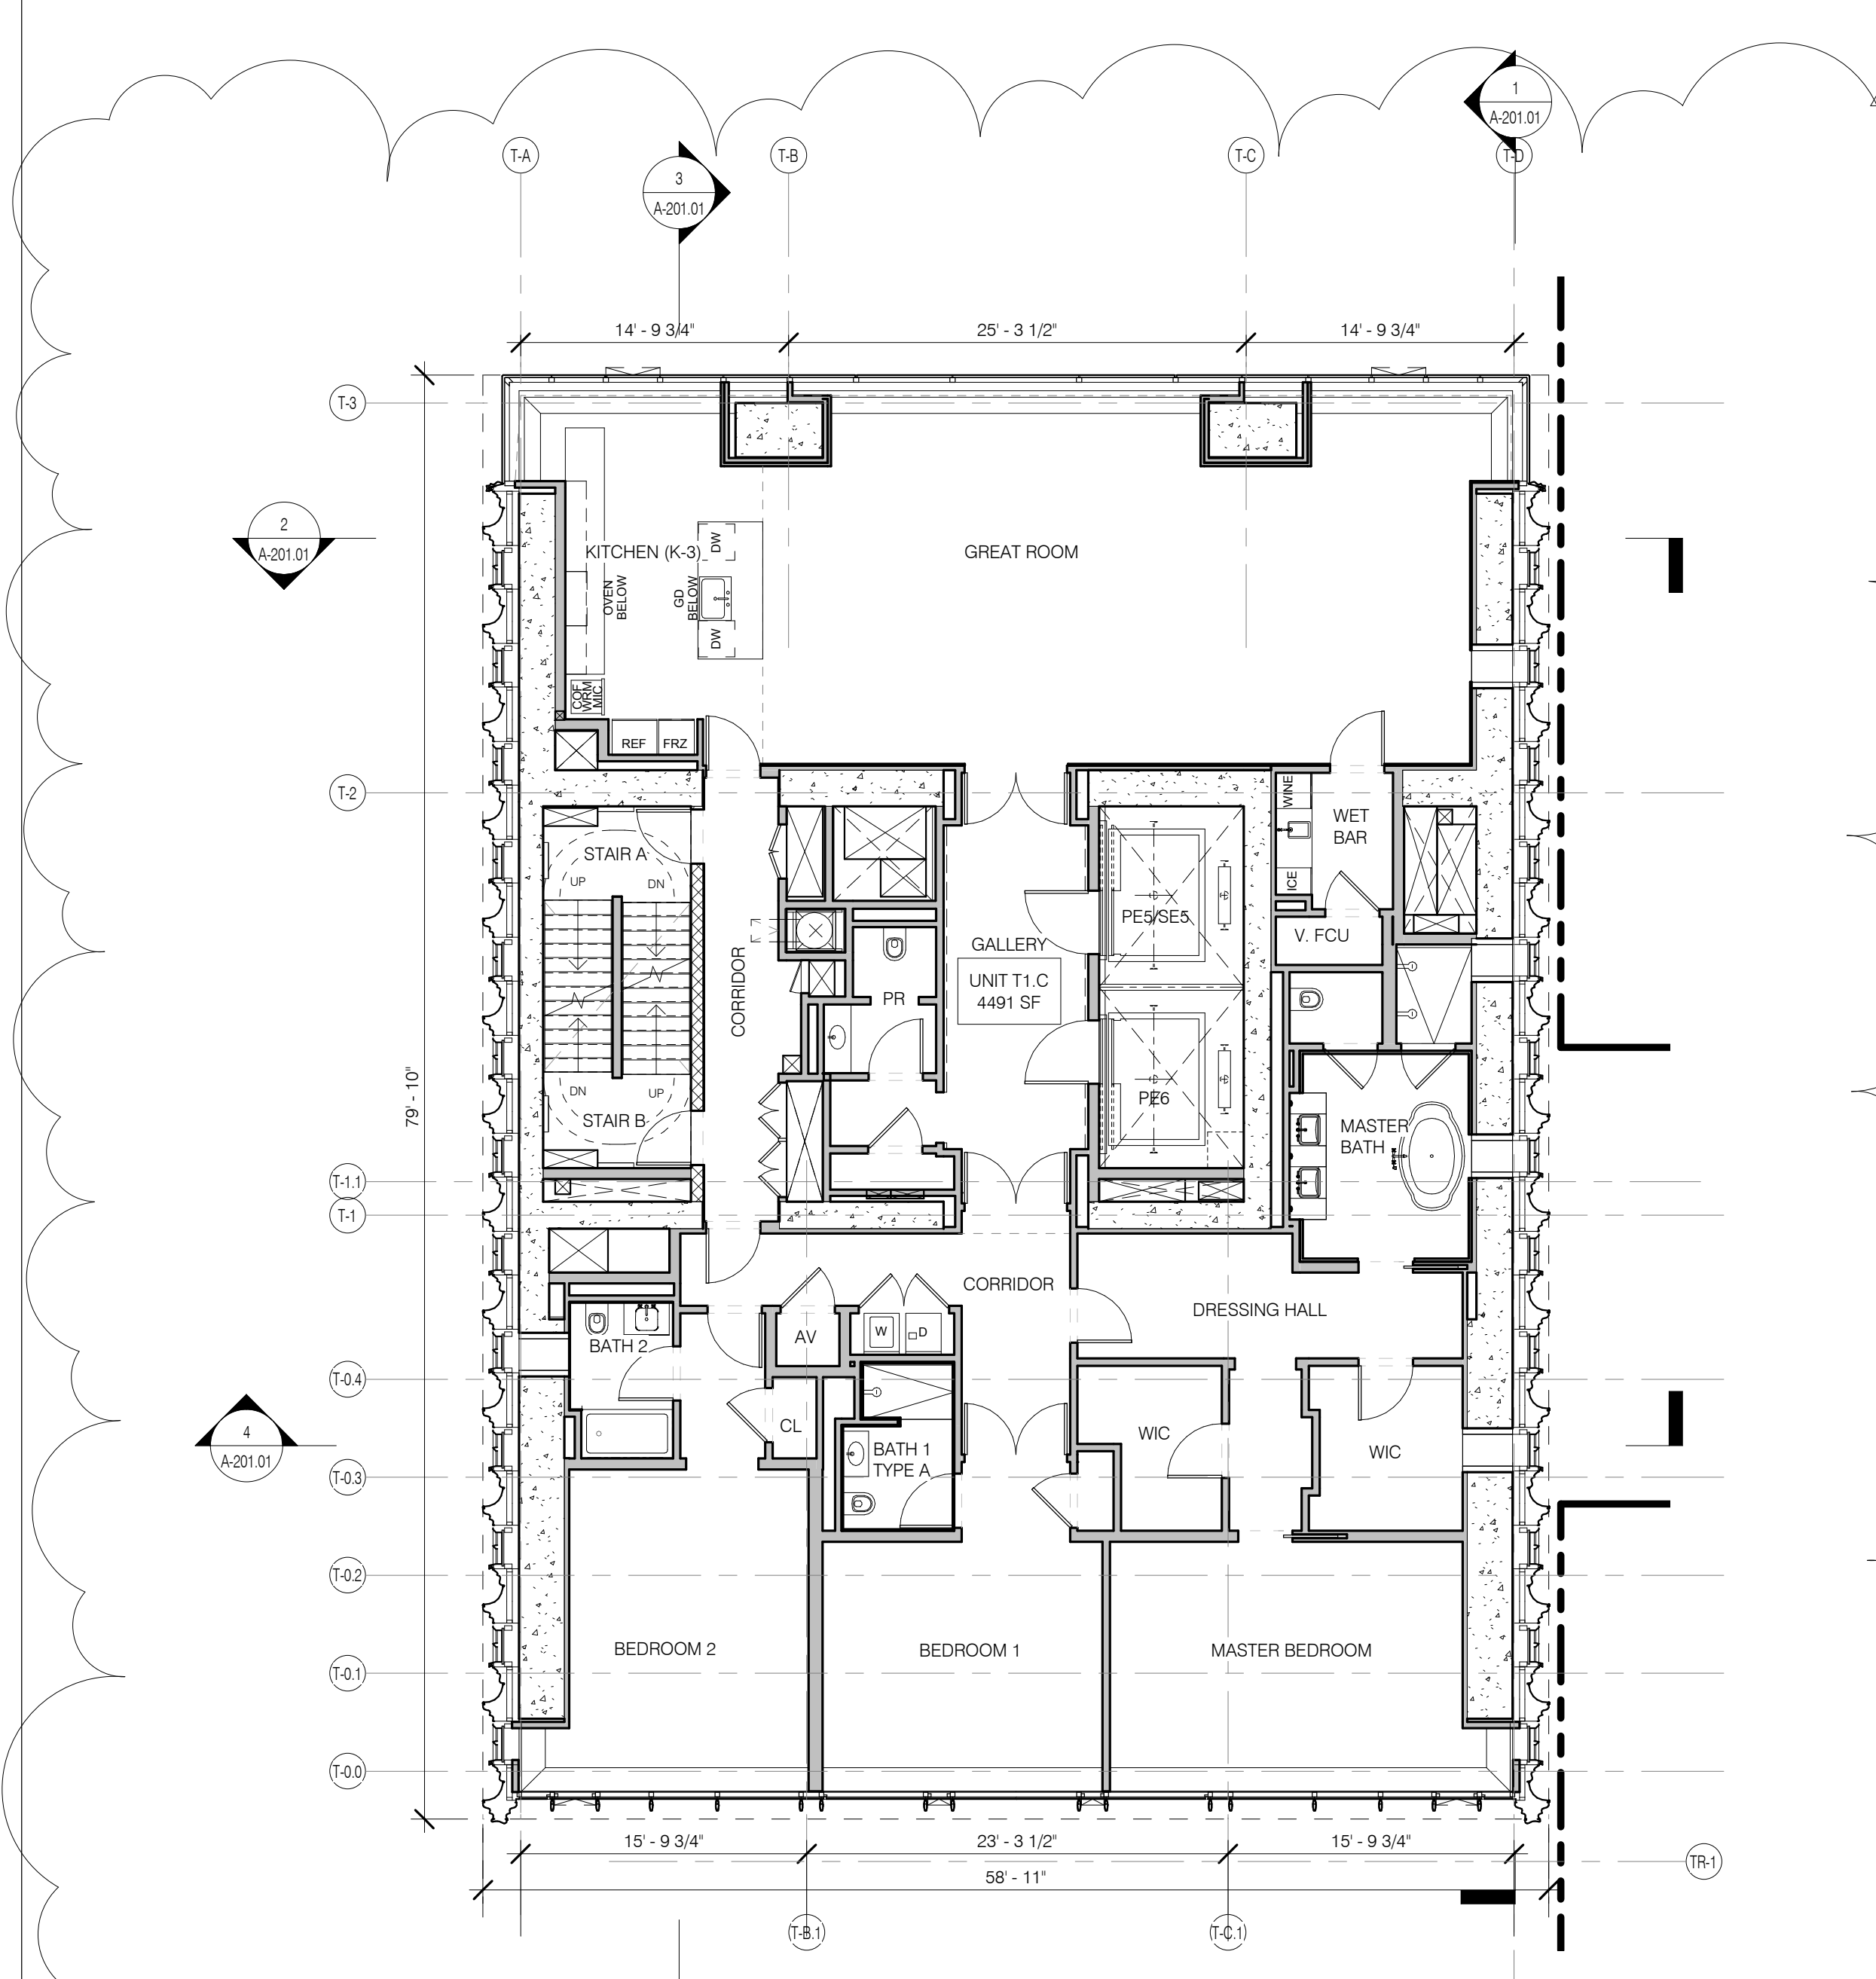 1
A-201.01
T-A
T-B
T-C
T-D
3
A-201.01
14' - 9 3/4"
25' - 3 1/2"
14' - 9 3/4"
T-3
2
A-201.01
KITCHEN (K-3)
DW
GREAT ROOM
OVEN
BELOW
GD
BELOW
DW
COF
WRM
MIC
REF
FRZ
T-2
WINE
WET
BAR
STAIR A
UP
DN
ICE
PE5/SE5
V. FCU
GALLERY
CORRIDOR
UNIT T1.C
4491 SF
PR
79' - 10"
DN
UP
PE6
STAIR B
MASTER
BATH
T-1.1
T-1
CORRIDOR
DRESSING HALL
AV
W
D
BATH 2
T-0.4
CL
4
A-201.01
WIC
BATH 1
TYPE A
WIC
T-0.3
T-0.2
BEDROOM 2
BEDROOM 1
MASTER BEDROOM
T-0.1
T-0.0
15' - 9 3/4"
23' - 3 1/2"
15' - 9 3/4"
TR-1
58' - 11"
T-B.1
T-C.1